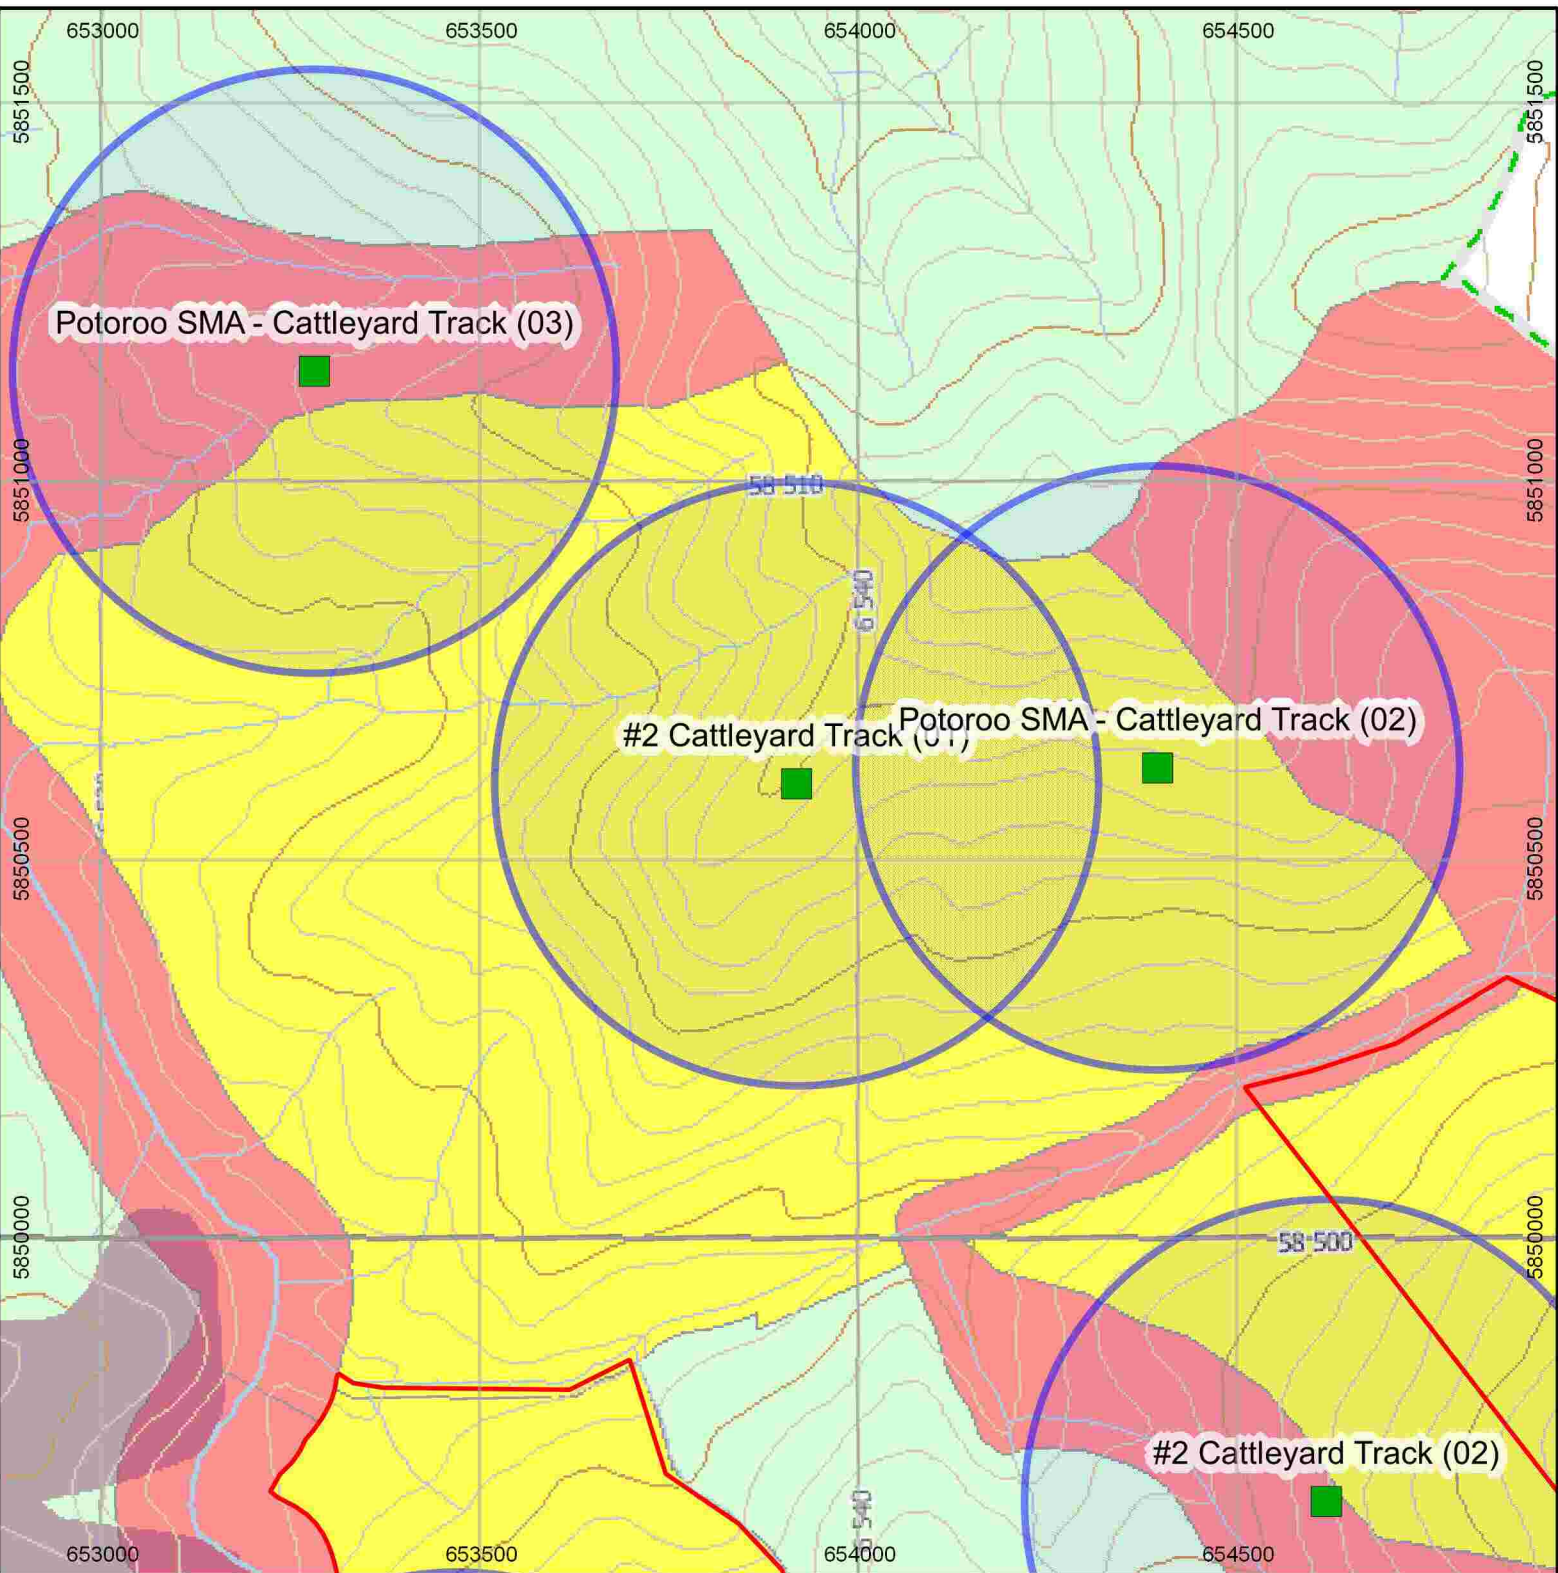 653000 653500 654000 654500
5851500 5851500
Potoroo SMA - Cattleyard Track (03)
5851000 58 510 5851000
6 540
Potoroo SMA - Cattleyard Track (02)
#2 Cattleyard Track (01)
5850500 5850500
5850000 58 500 5850000
#2 Cattleyard Track (02)
653000 653500 654000 654500